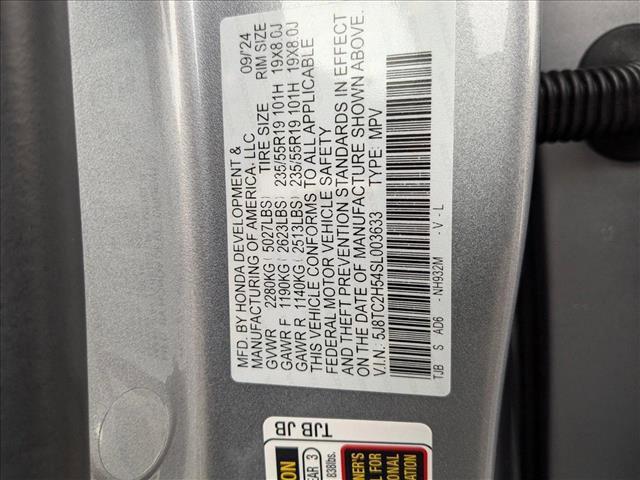 MFD. BY HONDA DEVELOPMENT & 09/'24
MANUFACTURING OF AMERICA, LLC
TIRE SIZE RIM SIZE
GVWR 2280KG ( 5027LBS )
GAWR F 1190KG ( 2623LBS ) 235/55R19 101H 19X8.0J
GAWR R 1140KG ( 2513LBS ) 235/55R19 101H 19X8.0J
THIS VEHICLE CONFORMS TO ALL APPLICABLE
FEDERAL MOTOR VEHICLE SAFETY
AND THEFT PREVENTION STANDARDS IN EFFECT
ON THE DATE OF MANUFACTURE SHOWN ABOVE.
V.I.N.: 5J8TC2H54SL003633 TYPE: MPV
TJB S AD6 -NH932M -V-L
TJB JB
EAR 3
838lbs.